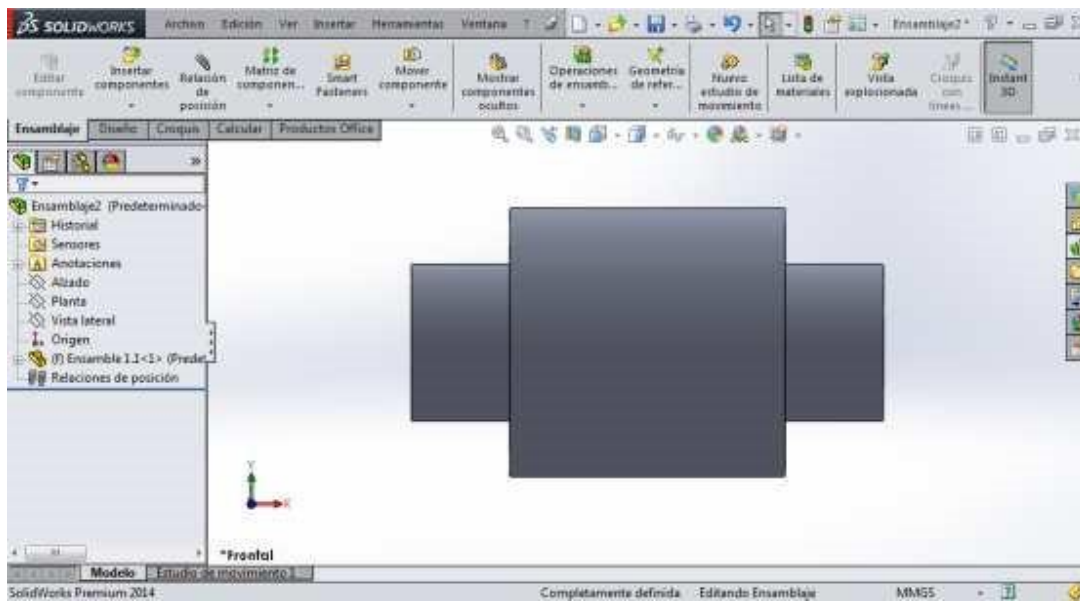 SOLIDWORKS Archivo Edición Ver Insertar Herramientas Ventana ? Ensamblaje2 *
Editar componente
Insertar componentes
Relación de posición
Matriz de componen...
Smart Fasteners
Mover componente
Mostrar componentes ocultos
Operaciones de ensamb...
Geometría de refer...
Nuevo estudio de movimiento
Lista de materiales
Vista explosionada
Croquis con líneas...
Instant 3D
Ensamblaje Diseño Croquis Calcular Productos Office
Ensamblaje2 (Predeterminado
Historial
Sensores
Anotaciones
Alzado
Planta
Vista lateral
Origen
(f) Ensamble 1.1<1> (Predet
Relaciones de posición
Y
X
*Frontal
Modelo Estudio de movimiento 1
SolidWorks Premium 2014 Completamente definida Editando Ensamblaje MMGS